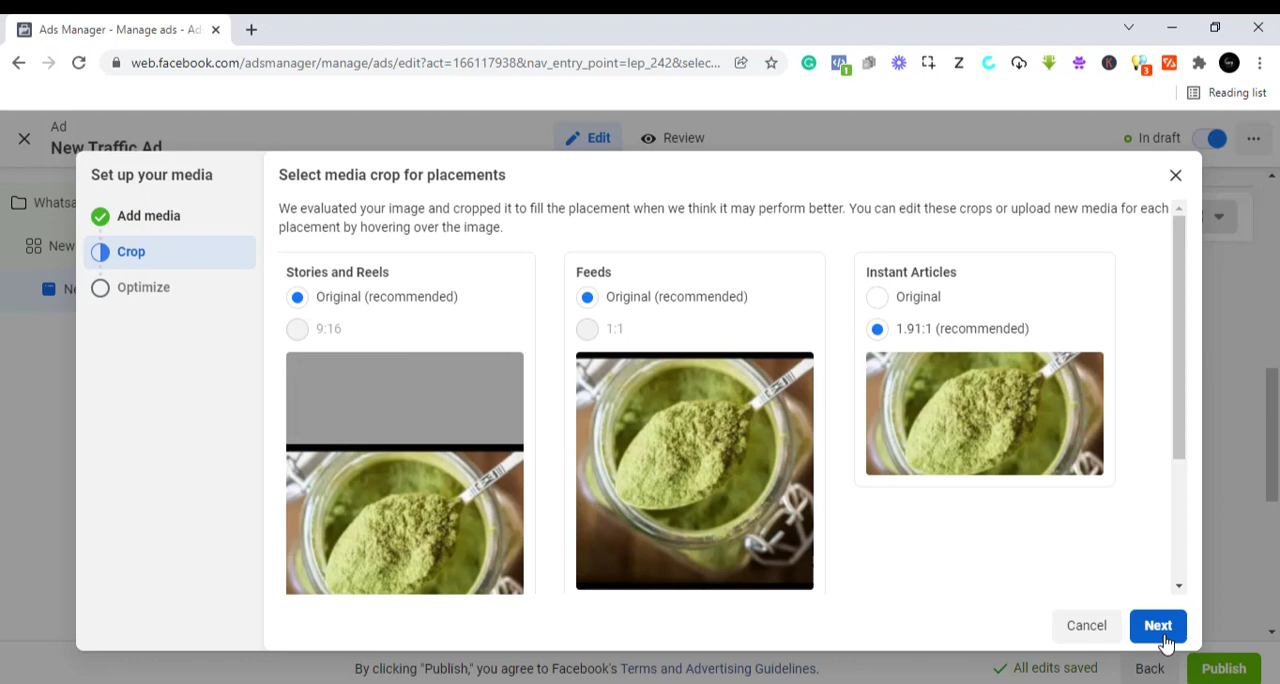 Ads Manager - Manage ads - Ad
web.facebook.com/adsmanager/manage/ads/edit?act=166117938&nav_entry_point=lep_242&selec...
1
Z
K
3
Reading list
Ad
New Traffic Ad
Edit
Review
In draft
Whatsa
New
Ne
Set up your media
Add media
Crop
Optimize
Select media crop for placements
We evaluated your image and cropped it to fill the placement when we think it may perform better. You can edit these crops or upload new media for each
placement by hovering over the image.
Stories and Reels
Original (recommended)
9:16
Feeds
Original (recommended)
1:1
Instant Articles
Original
1.91:1 (recommended)
Cancel
Next
By clicking "Publish," you agree to Facebook's Terms and Advertising Guidelines.
All edits saved
Back
Publish